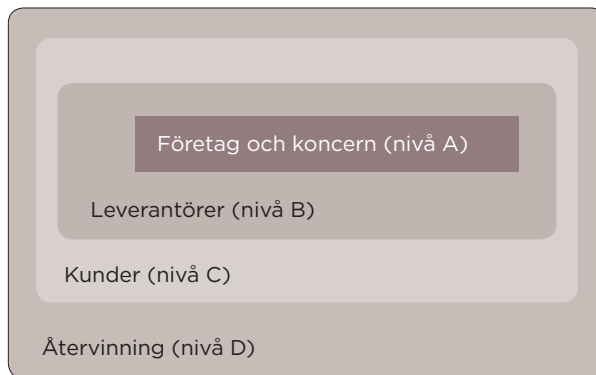 Företag och koncern (nivå A)
Leverantörer (nivå B)
Kunder (nivå C)
Återvinning (nivå D)